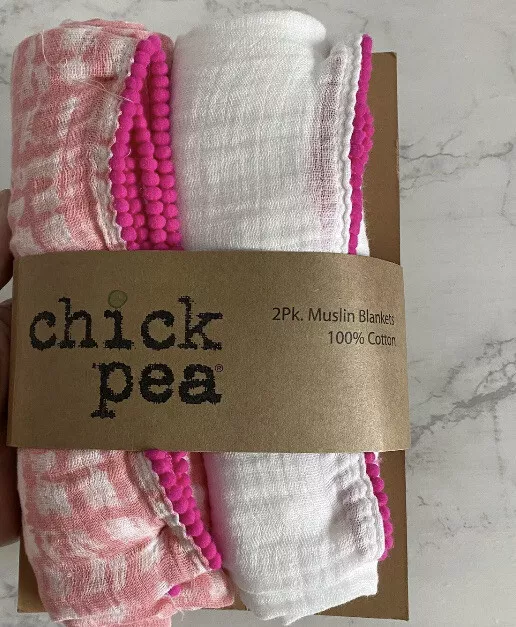 chick
pea®
2Pk. Muslin Blankets
100% Cotton